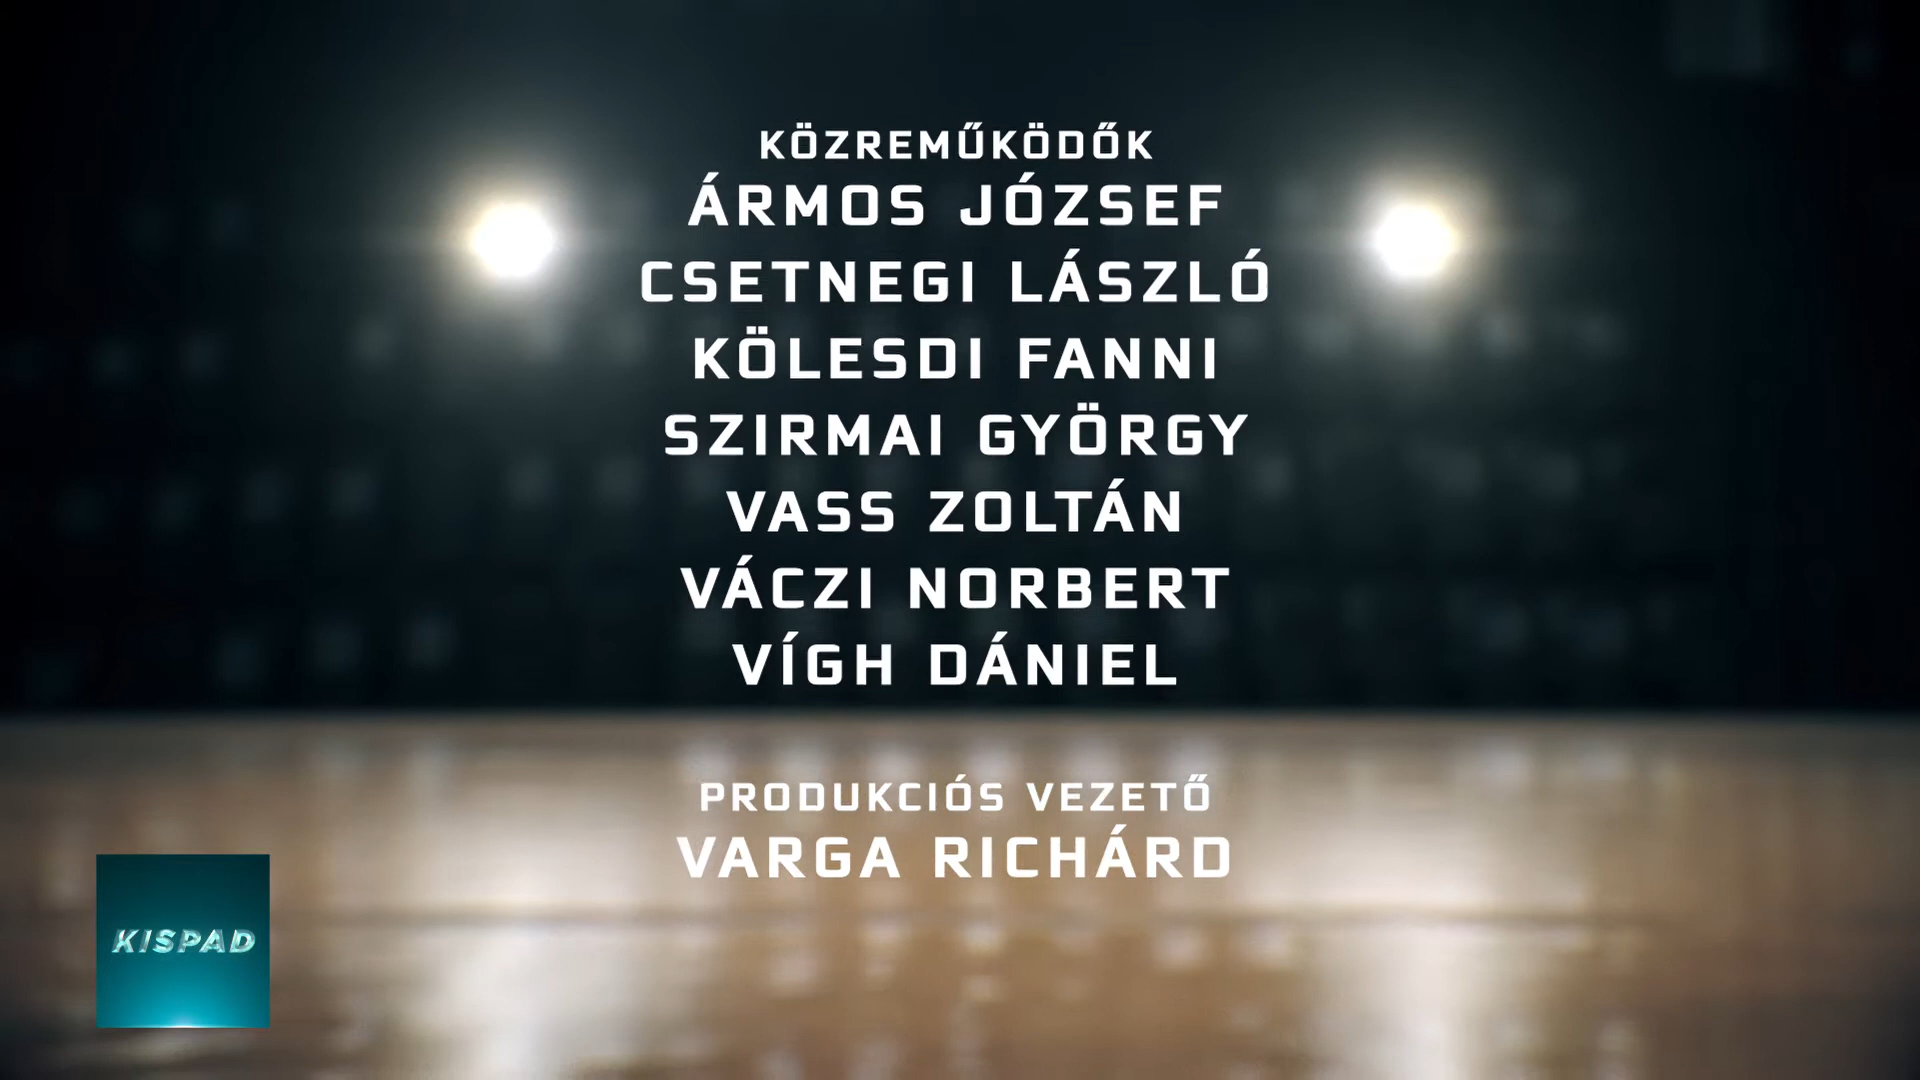 KÖZREMŰKÖDŐK
ÁRMOS JÓZSEF
CSETNEGI LÁSZLÓ
KÖLESDI FANNI
SZIRMAI GYÖRGY
VASS ZOLTÁN
VÁCZI NORBERT
VÍGH DÁNIEL
PRODUKCIÓS VEZETŐ
VARGA RICHÁRD
KISPAD